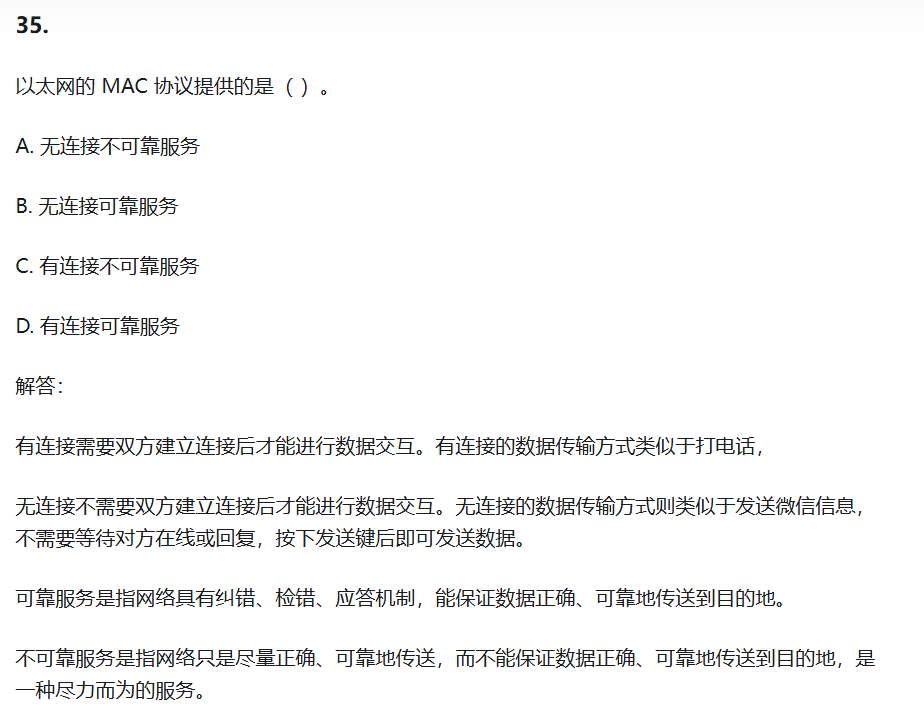 35.
以太网的 MAC 协议提供的是（ ）。
A. 无连接不可靠服务
B. 无连接可靠服务
C. 有连接不可靠服务
D. 有连接可靠服务
解答：
有连接需要双方建立连接后才能进行数据交互。有连接的数据传输方式类似于打电话，
无连接不需要双方建立连接后才能进行数据交互。无连接的数据传输方式则类似于发送微信信息，
不需要等待对方在线或回复，按下发送键后即可发送数据。
可靠服务是指网络具有纠错、检错、应答机制，能保证数据正确、可靠地传送到目的地。
不可靠服务是指网络只是尽量正确、可靠地传送，而不能保证数据正确、可靠地传送到目的地，是
一种尽力而为的服务。